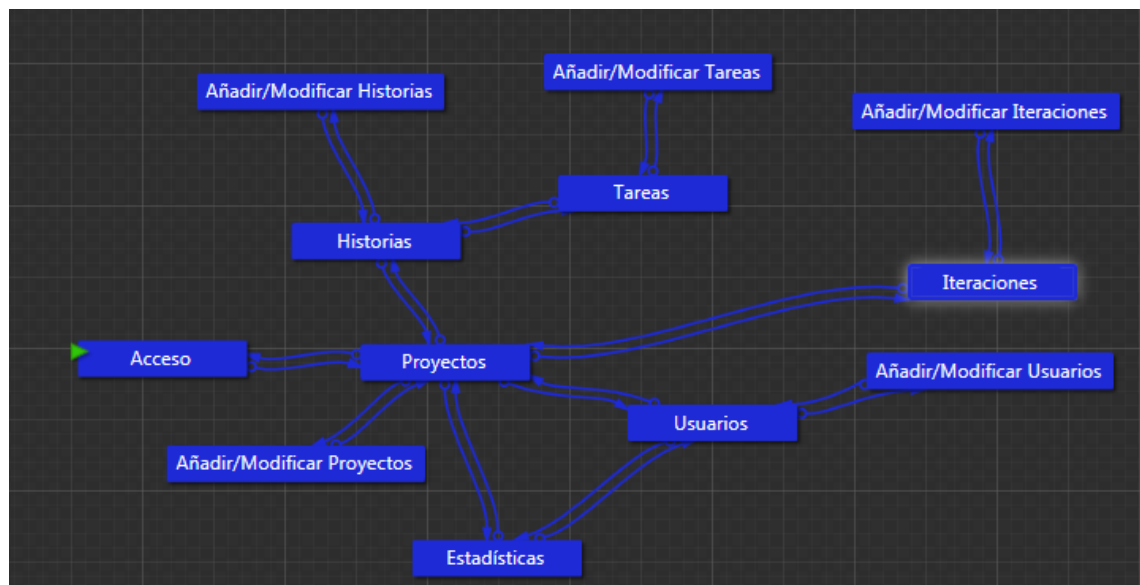 Añadir/Modificar Tareas
Añadir/Modificar Historias
Añadir/Modificar Iteraciones
Tareas
Historias
Iteraciones
Acceso
Proyectos
Añadir/Modificar Usuarios
Usuarios
Añadir/Modificar Proyectos
Estadísticas